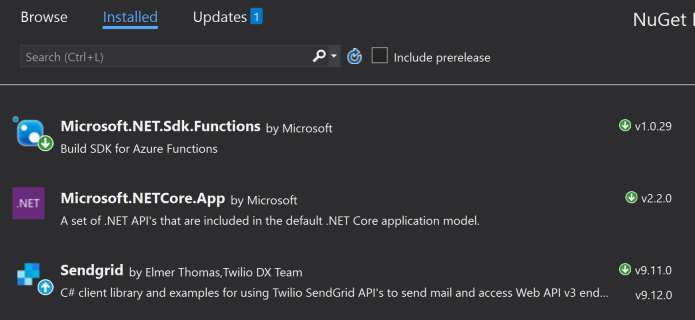 Browse Installed Updates 1 NuGet
Search (Ctrl+L) Include prerelease
Microsoft.NET.Sdk.Functions by Microsoft v1.0.29
Build SDK for Azure Functions
.NET Microsoft.NETCore.App by Microsoft v2.2.0
A set of .NET API's that are included in the default .NET Core application model.
Sendgrid by Elmer Thomas,Twilio DX Team v9.11.0
C# client library and examples for using Twilio SendGrid API's to send mail and access Web API v3 end... v9.12.0